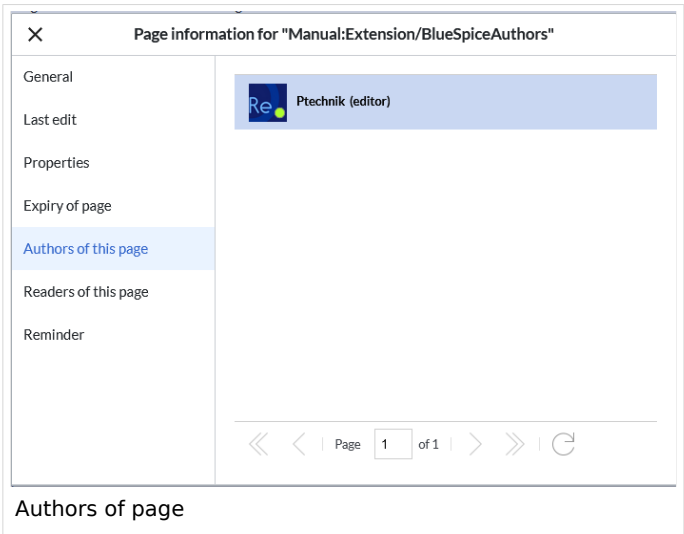 Page information for "Manual:Extension/BlueSpiceAuthors"
General
Last edit
Properties
Expiry of page
Authors of this page
Readers of this page
Reminder
Re
Ptechnik (editor)
Page 1 of 1
Authors of page